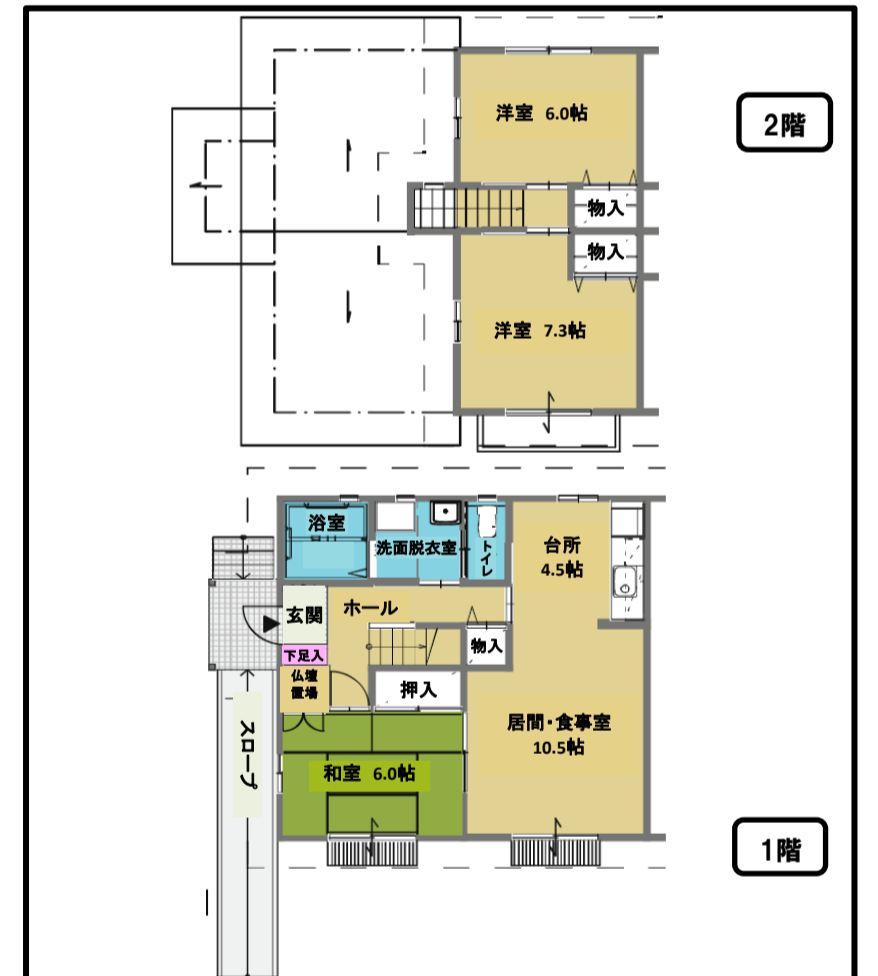 洋室 6.0帖
2階
物入
物入
洋室 7.3帖
浴室
洗面脱衣室
トイレ
台所
4.5帖
玄関
ホール
下足入
物入
仏壇
置場
押入
スロープ
居間・食事室
10.5帖
和室 6.0帖
1階